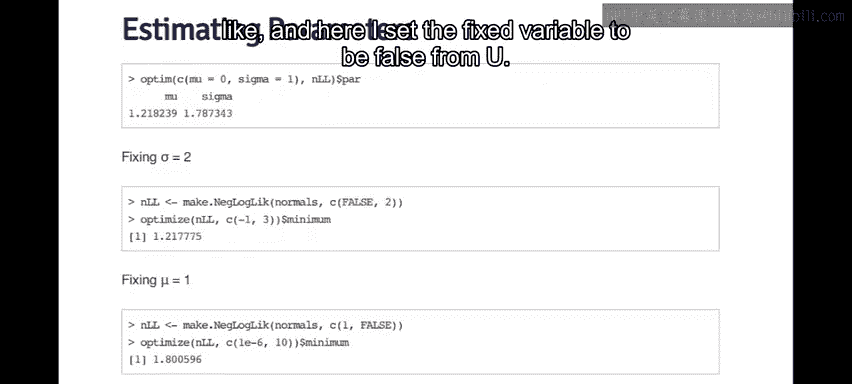 Estimating Parameters
like, and here I set the fixed variable to
be false from U.
> optim(c(mu = 0, sigma = 1), nLL)$par
mu sigma
1.218239 1.787343
Fixing σ = 2
> nLL <- make.NegLogLik(normals, c(FALSE, 2))
> optimize(nLL, c(-1, 3))$minimum
[1] 1.217775
Fixing μ = 1
> nLL <- make.NegLogLik(normals, c(1, FALSE))
> optimize(nLL, c(1e-6, 10))$minimum
[1] 1.800596